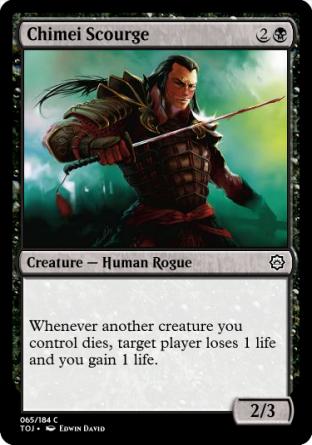 Chimei Scourge 2
Creature — Human Rogue
Whenever another creature you
control dies, target player loses 1 life
and you gain 1 life.
2/3
065/184 C
TOJ • Edwin David